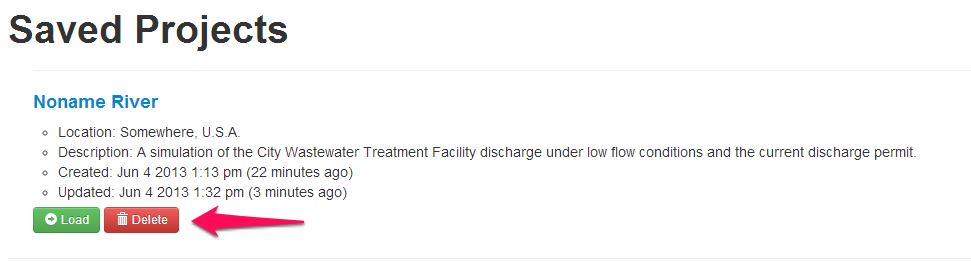 Saved Projects
Noname River
Location: Somewhere, U.S.A.
Description: A simulation of the City Wastewater Treatment Facility discharge under low flow conditions and the current discharge permit.
Created: Jun 4 2013 1:13 pm (22 minutes ago)
Updated: Jun 4 2013 1:32 pm (3 minutes ago)
Load Delete